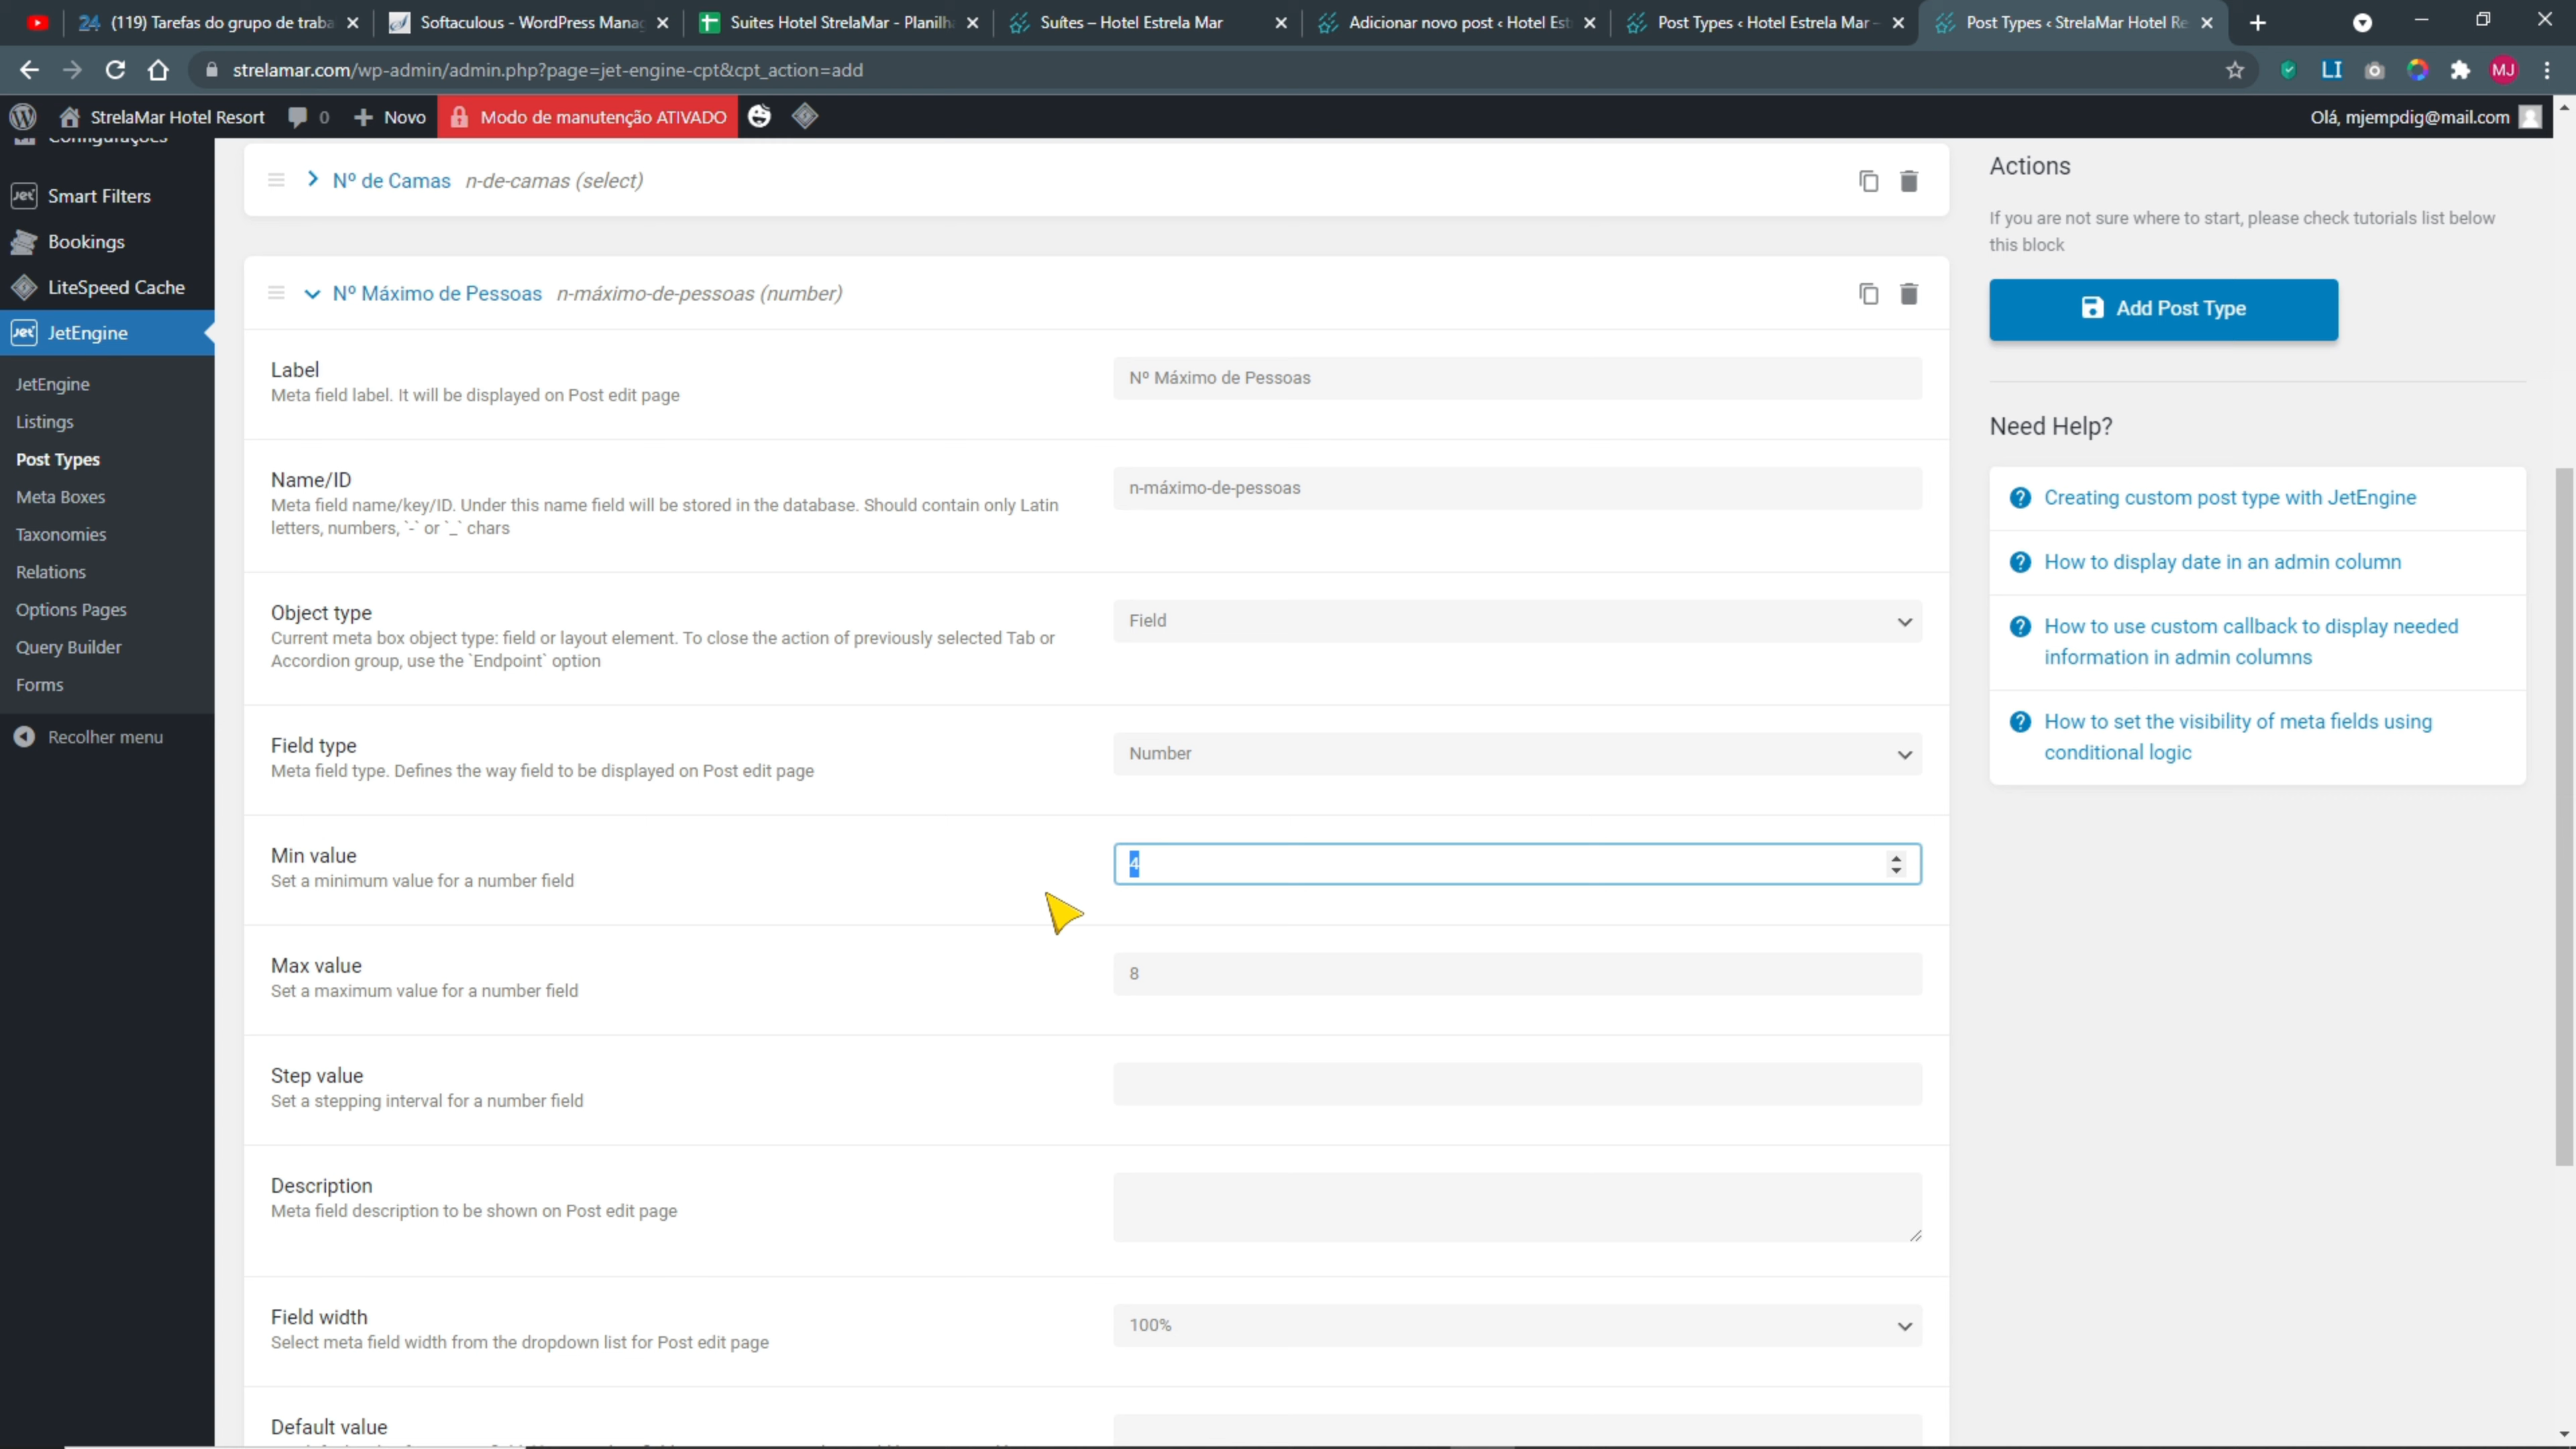 24 (119) Tarefas do grupo de traba
Softaculous - WordPress Manag
Suites Hotel StrelaMar - Planilh
Suítes – Hotel Estrela Mar
Adicionar novo post ‹ Hotel Est
Post Types ‹ Hotel Estrela Mar –
Post Types ‹ StrelaMar Hotel Re
strelamar.com/wp-admin/admin.php?page=jet-engine-cpt&cpt_action=add
LI
MJ
StrelaMar Hotel Resort
0
Novo
Modo de manutenção ATIVADO
Olá, mjempdig@mail.com
Configurações
Smart Filters
Bookings
LiteSpeed Cache
JetEngine
JetEngine
Listings
Post Types
Meta Boxes
Taxonomies
Relations
Options Pages
Query Builder
Forms
Recolher menu
Nº de Camas n-de-camas (select)
Nº Máximo de Pessoas n-máximo-de-pessoas (number)
Label
Meta field label. It will be displayed on Post edit page
Nº Máximo de Pessoas
Name/ID
Meta field name/key/ID. Under this name field will be stored in the database. Should contain only Latin
letters, numbers, `-` or `_` chars
n-máximo-de-pessoas
Object type
Current meta box object type: field or layout element. To close the action of previously selected Tab or
Accordion group, use the `Endpoint` option
Field
Field type
Meta field type. Defines the way field to be displayed on Post edit page
Number
Min value
Set a minimum value for a number field
4
Max value
Set a maximum value for a number field
8
Step value
Set a stepping interval for a number field
Description
Meta field description to be shown on Post edit page
Field width
Select meta field width from the dropdown list for Post edit page
100%
Default value
Actions
If you are not sure where to start, please check tutorials list below
this block
Add Post Type
Need Help?
Creating custom post type with JetEngine
How to display date in an admin column
How to use custom callback to display needed
information in admin columns
How to set the visibility of meta fields using
conditional logic